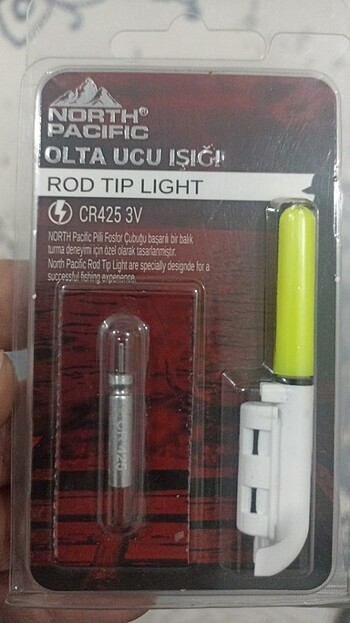 NORTH®
PACIFIC
OLTA UCU IŞIĞI
ROD TIP LIGHT
CR425 3V
NORTH Pacific Pilli Fosfor Çubuğu başarılı bir balık
turma deneyimi için özel olarak tasarlanmıştır.
North Pacific Rod Tip Light are specially designde for a
successful fishing experience.